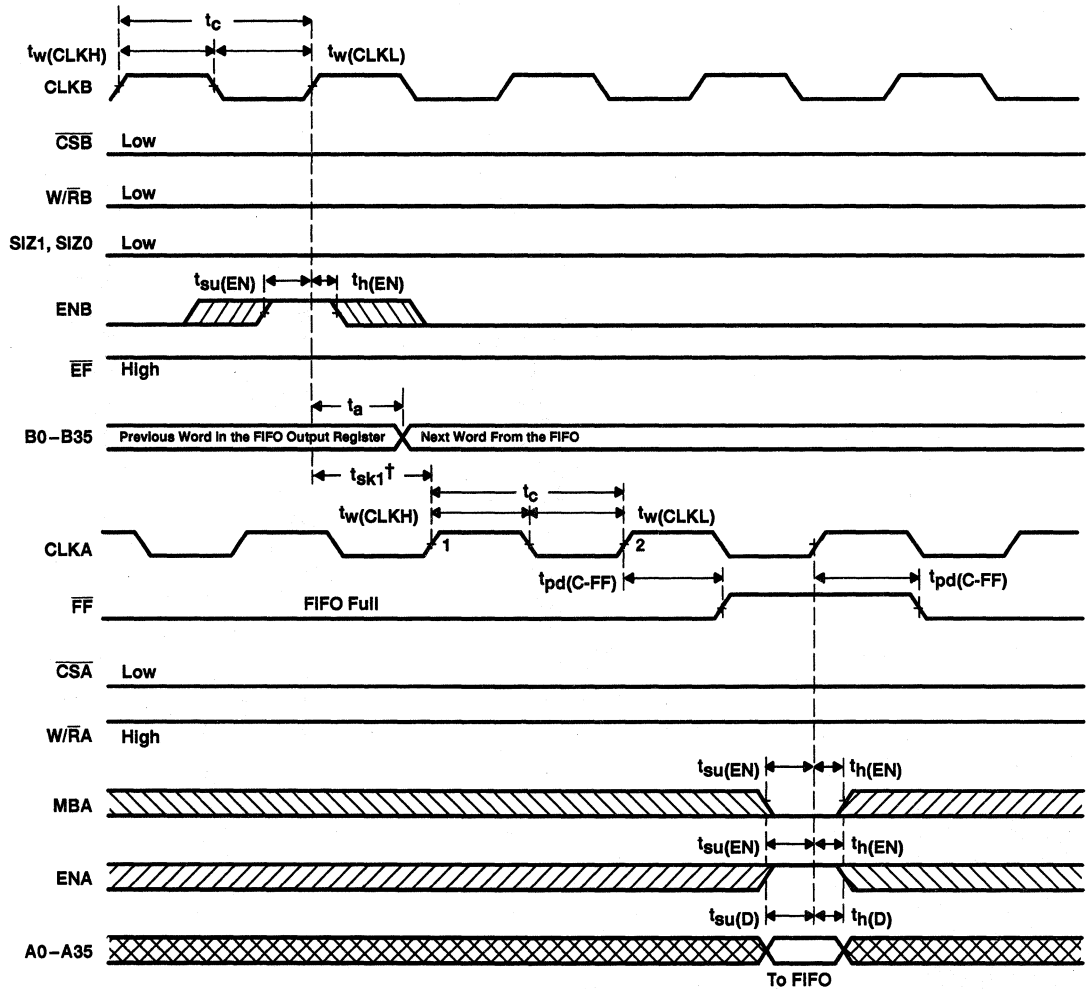 tc
tw(CLKH) tw(CLKL)
CLKB
CSB Low
W/RB Low
SIZ1, SIZ0 Low
tsu(EN) th(EN)
ENB
EF High
ta
B0–B35 Previous Word in the FIFO Output Register Next Word From the FIFO
tsk1†
tc
tw(CLKH) tw(CLKL)
CLKA 1 2
tpd(C-FF) tpd(C-FF)
FF FIFO Full
CSA Low
W/RA High
tsu(EN) th(EN)
MBA
tsu(EN) th(EN)
ENA
tsu(D) th(D)
A0–A35
To FIFO